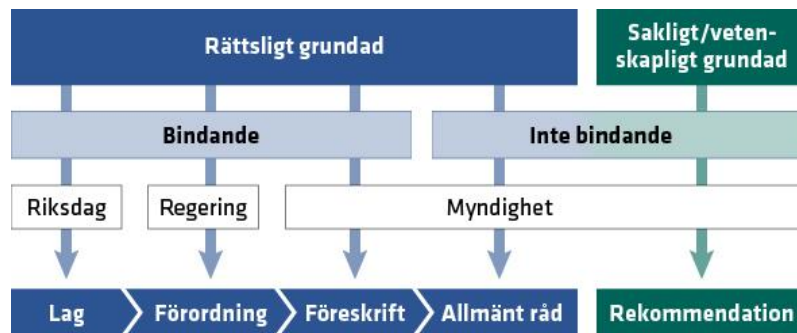 Rättsligt grundad
Sakligt/veten-
skapligt grundad
Bindande
Inte bindande
Riksdag
Regering
Myndighet
Lag
Förordning
Föreskrift
Allmänt råd
Rekommendation